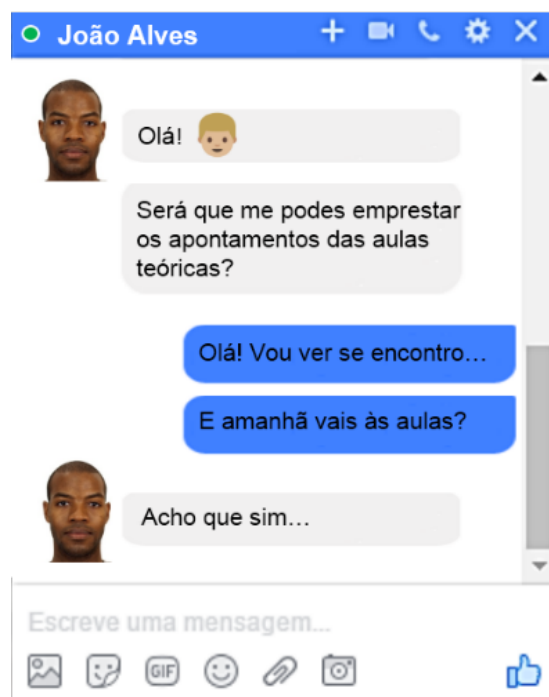 João Alves
Olá!
Será que me podes emprestar
os apontamentos das aulas
teóricas?
Olá! Vou ver se encontro…
E amanhã vais às aulas?
Acho que sim…
Escreve uma mensagem...
GIF